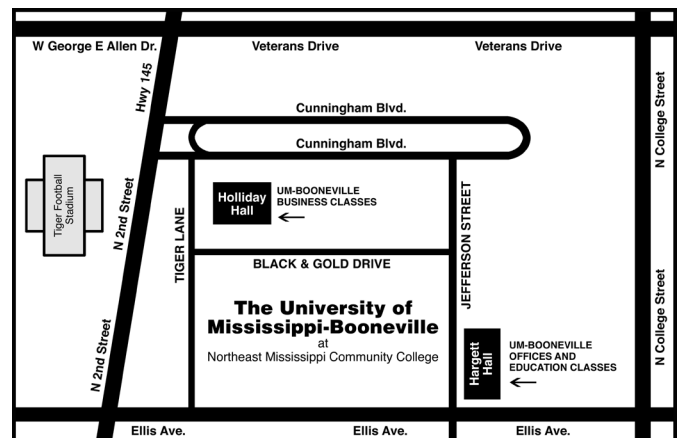 W George E Allen Dr.
Veterans Drive
Veterans Drive
Hwy 145
N College Street
Cunningham Blvd.
Cunningham Blvd.
Tiger Football
Stadium
N 2nd Street
TIGER LANE
Holliday
Hall
UM-BOONEVILLE
BUSINESS CLASSES
JEFFERSON STREET
BLACK & GOLD DRIVE
The University of
Mississippi-Booneville
at
Northeast Mississippi Community College
N 2nd Street
Hargett
Hall
UM-BOONEVILLE
OFFICES AND
EDUCATION CLASSES
N College Street
Ellis Ave.
Ellis Ave.
Ellis Ave.